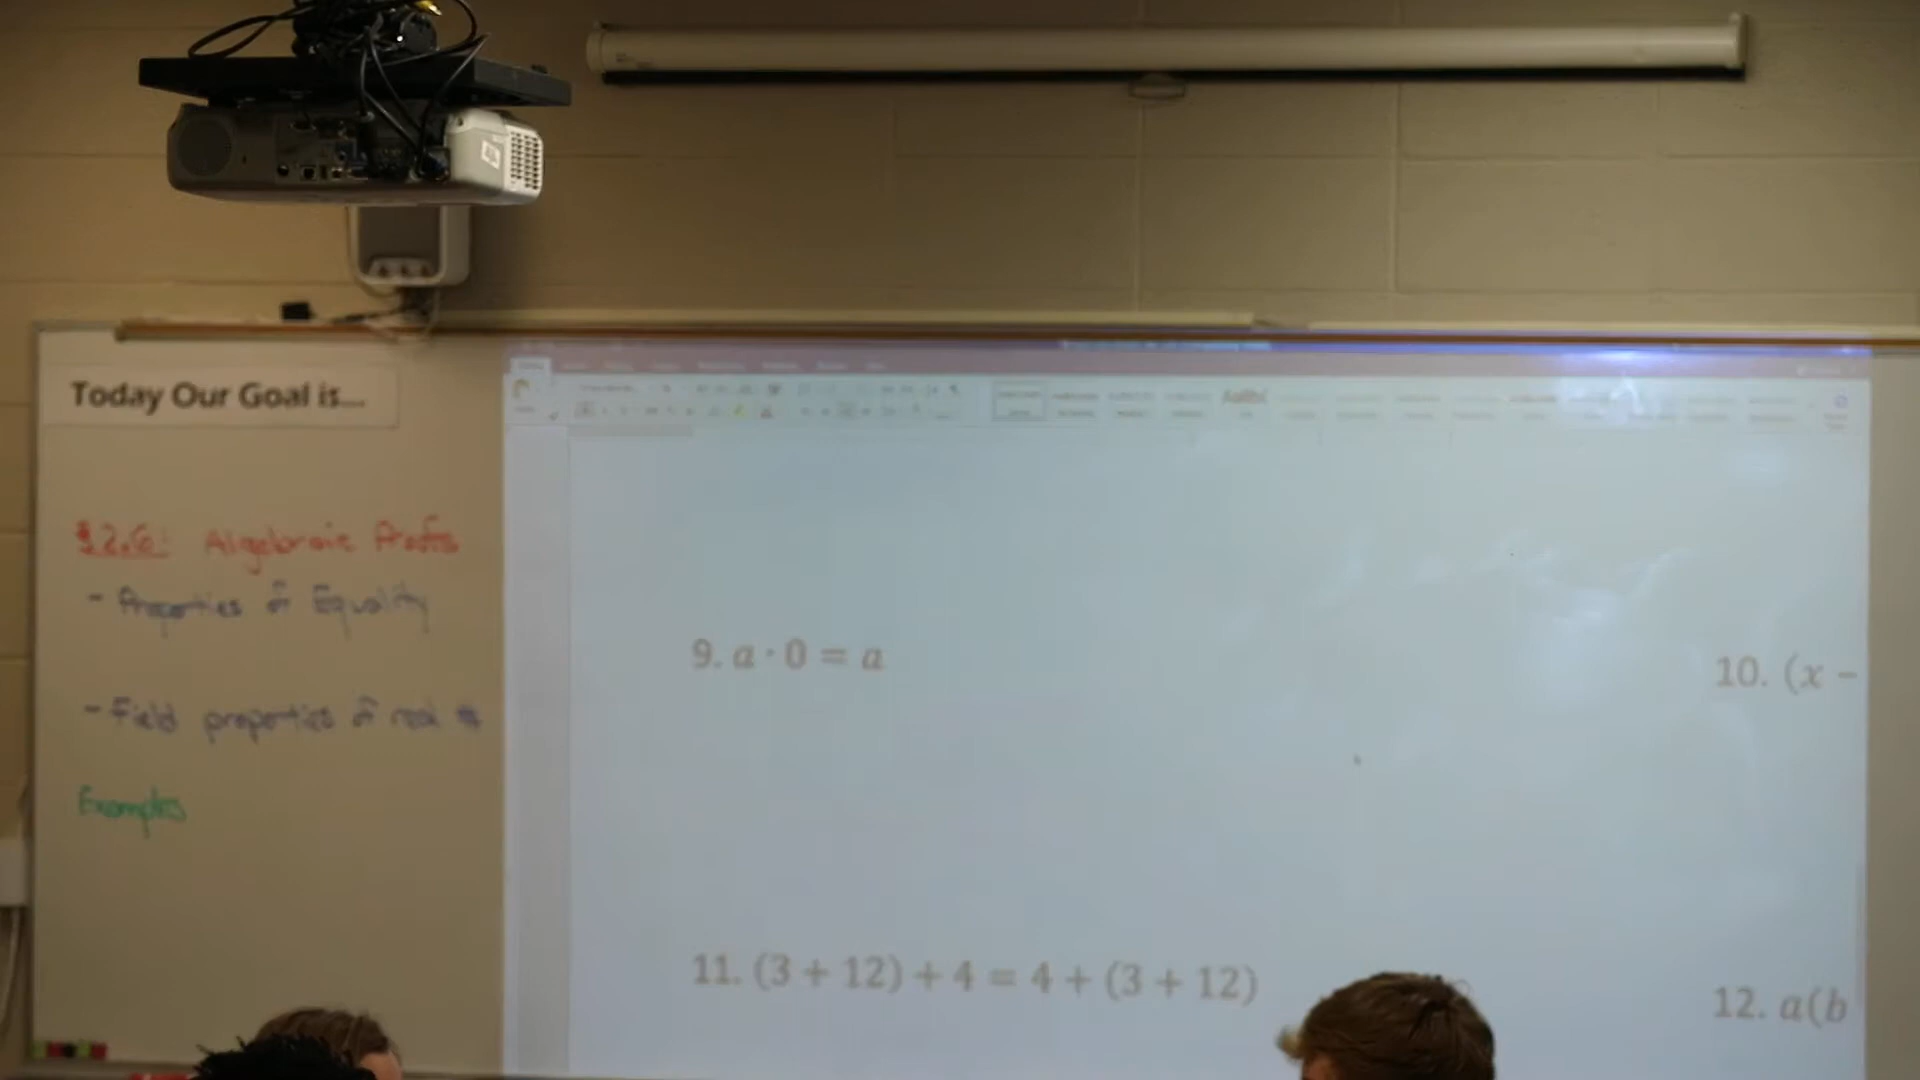 Today Our Goal is...
§2.6: Algebraic Proofs
- Properties of Equality
- Field properties of real #
Examples
9. a · 0 = a
10. (x −
11. (3 + 12) + 4 = 4 + (3 + 12)
12. a(b